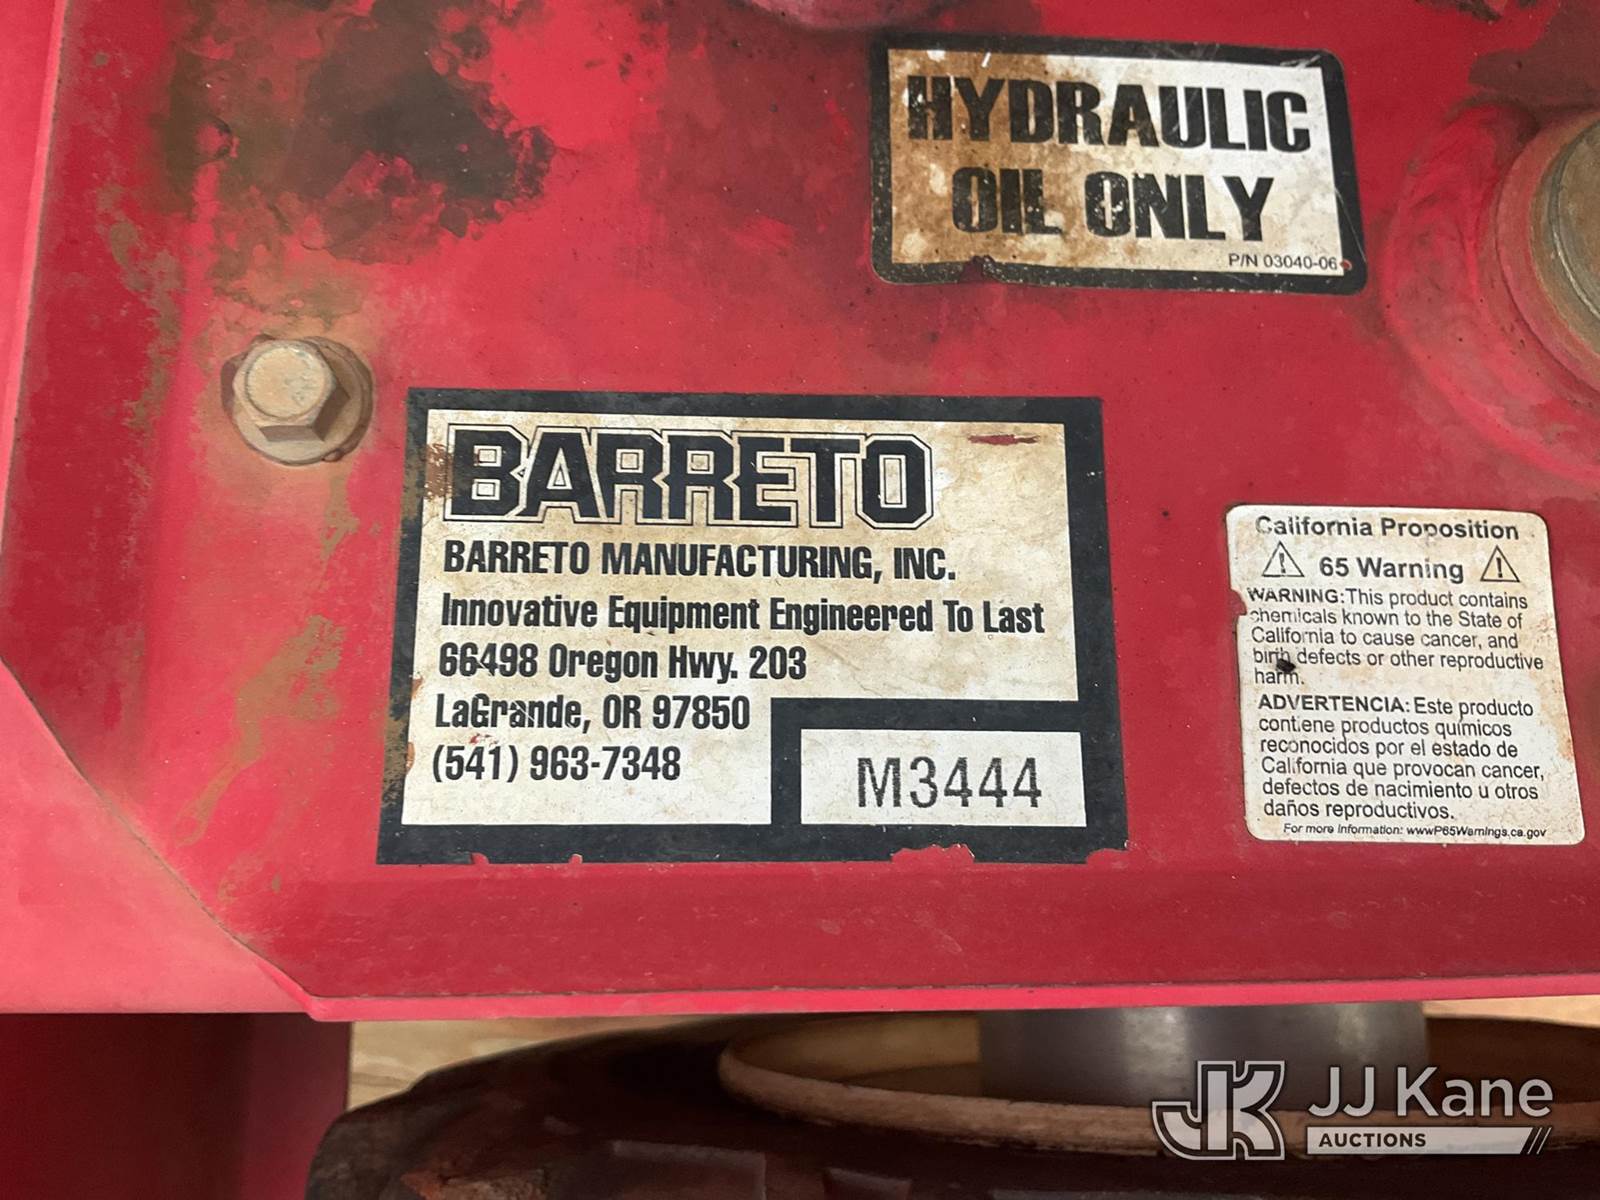 HYDRAULIC
OIL ONLY
P/N 03040-06
BARRETO
BARRETO MANUFACTURING, INC.
Innovative Equipment Engineered To Last
66498 Oregon Hwy. 203
LaGrande, OR 97850
(541) 963-7348
M3444
California Proposition
65 Warning
WARNING: This product contains
chemicals known to the State of
California to cause cancer, and
birth defects or other reproductive
harm.
ADVERTENCIA: Este producto
contiene productos químicos
reconocidos por el estado de
California que provocan cancer,
defectos de nacimiento u otros
daños reproductivos.
For more information: www.P65Warnings.ca.gov
JK JJ Kane
AUCTIONS